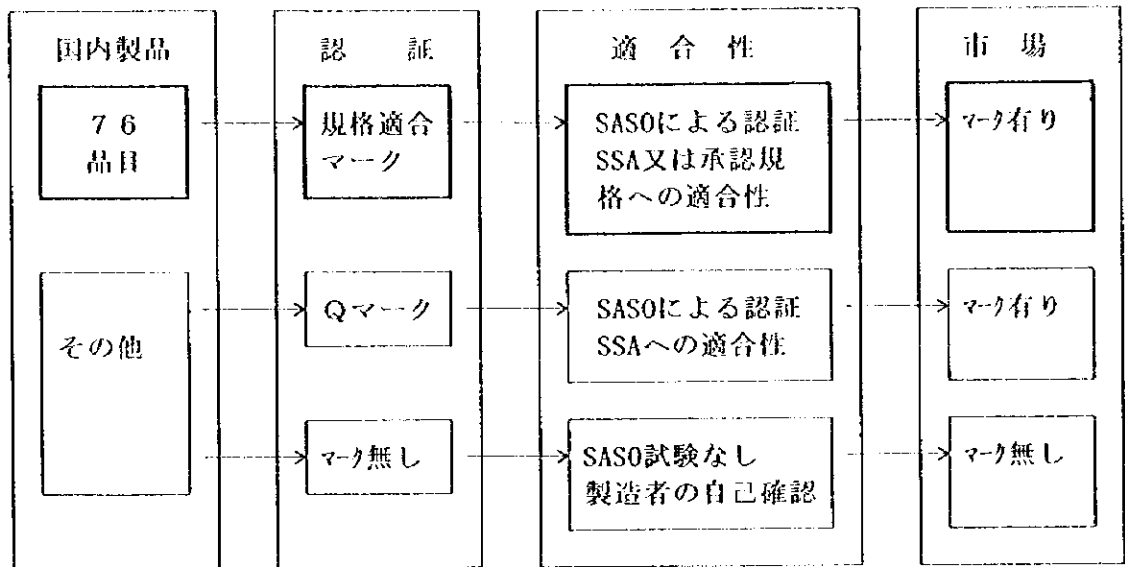 国内製品
認証
適合性
市場
７６
品目
規格適合
マーク
SASOによる認証
SSA又は承認規
格への適合性
マーク有り
その他
Qマーク
SASOによる認証
SSAへの適合性
マーク有り
マーク無し
SASO試験なし
製造者の自己確認
マーク無し